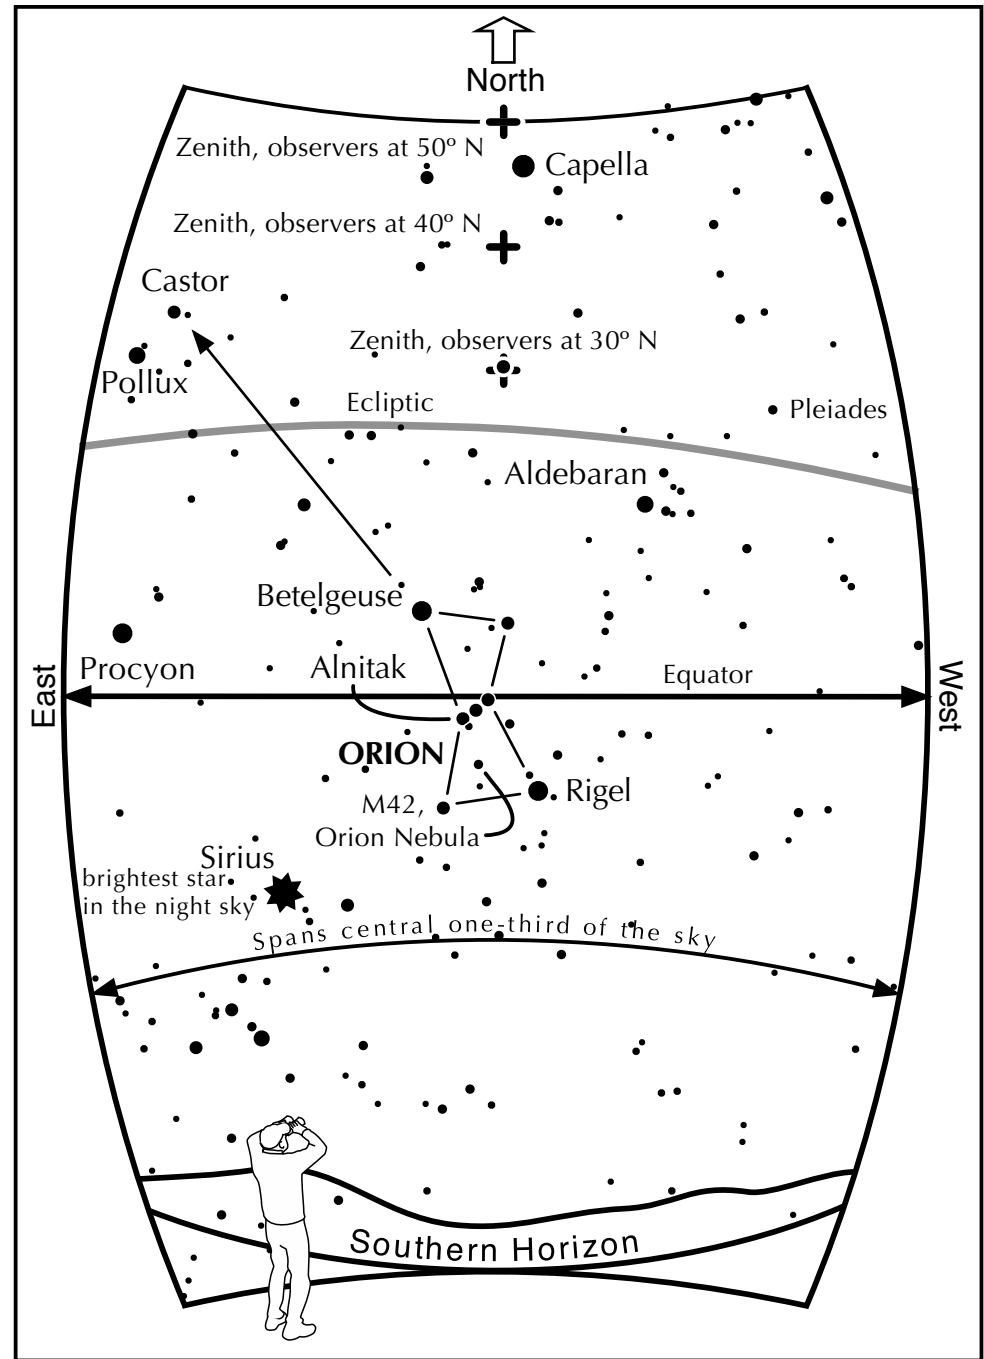 North
Zenith, observers at 50º N
Capella
Zenith, observers at 40º N
Castor
Zenith, observers at 30º N
Pollux
Ecliptic
Pleiades
Aldebaran
Betelgeuse
Procyon
Alnitak
Equator
East
West
ORION
M42,
Orion Nebula
Rigel
Sirius
brightest star
in the night sky
Spans central one-third of the sky
Southern Horizon